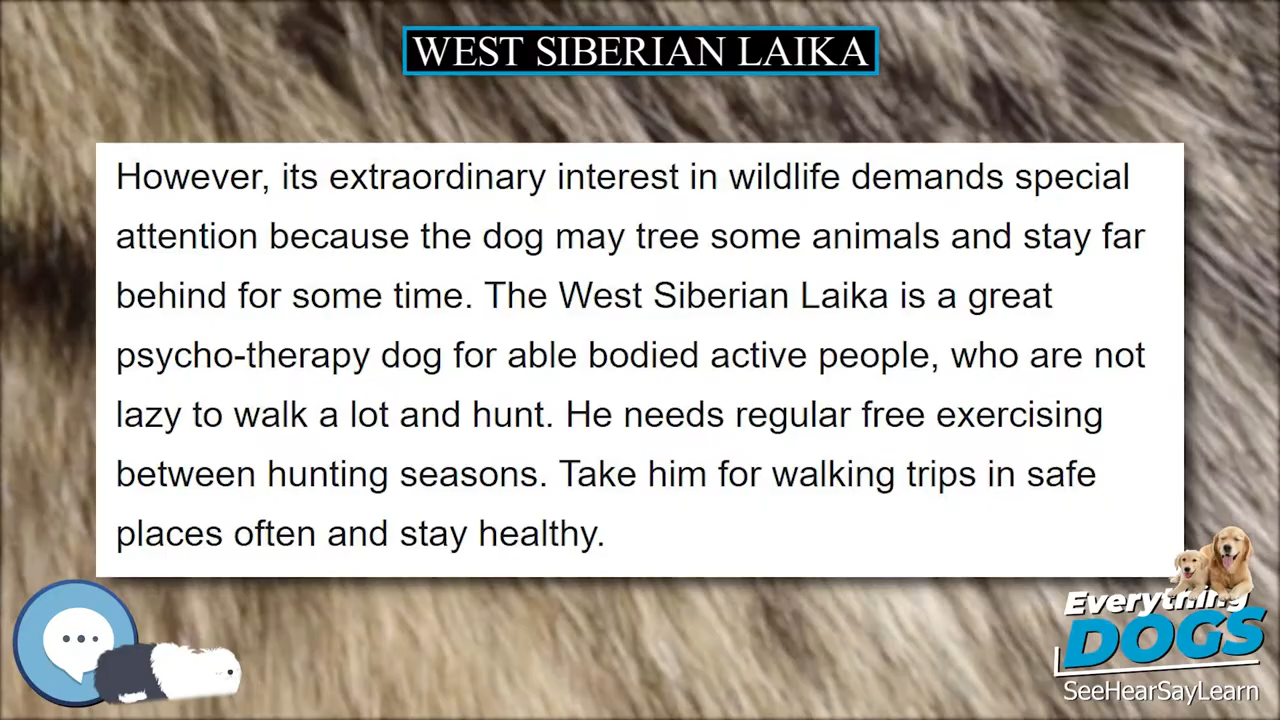 WEST SIBERIAN LAIKA
However, its extraordinary interest in wildlife demands special
attention because the dog may tree some animals and stay far
behind for some time. The West Siberian Laika is a great
psycho-therapy dog for able bodied active people, who are not
lazy to walk a lot and hunt. He needs regular free exercising
between hunting seasons. Take him for walking trips in safe
places often and stay healthy.
Everything
DOGS
SeeHearSayLearn